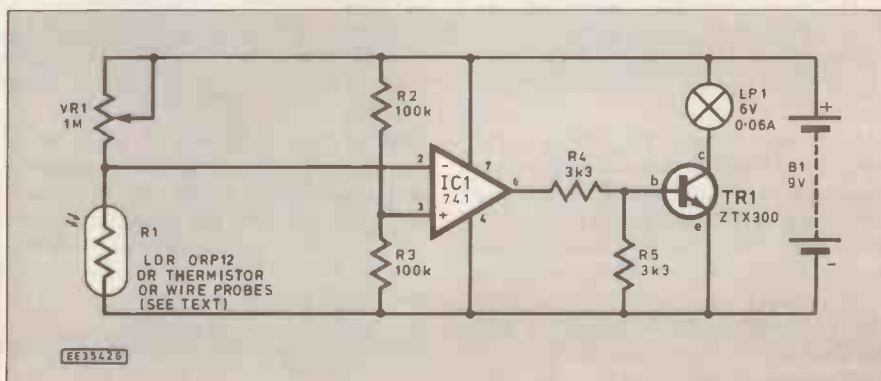 VR1
1M
R1
LDR ORP12
OR THERMISTOR
OR WIRE PROBES
(SEE TEXT)
R2
100k
R3
100k
2
-
3
+
IC1
741
7
4
6
R4
3k3
R5
3k3
LP1
6V
0·06A
c
b
e
TR1
ZTX300
+
B1
9V
-
EE3542G